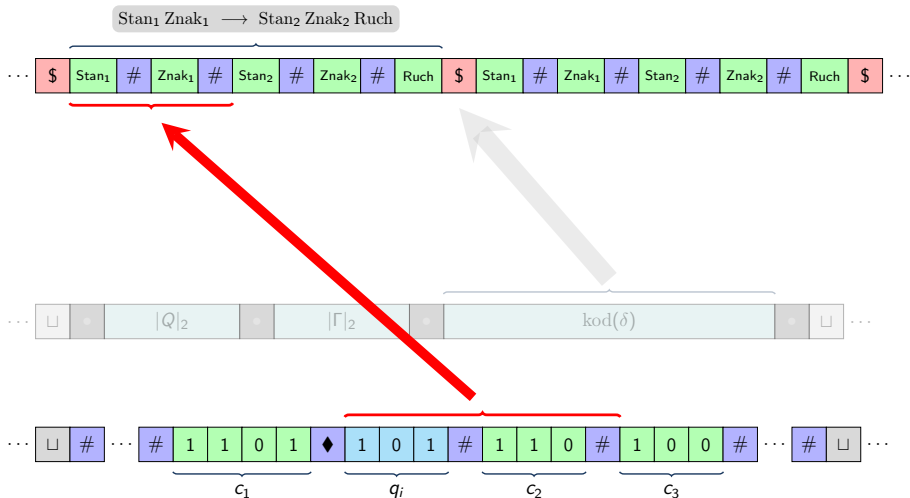 Stan₁ Znak₁ ⟶ Stan₂ Znak₂ Ruch
⋯ $ Stan₁ # Znak₁ # Stan₂ # Znak₂ # Ruch $ Stan₁ # Znak₁ # Stan₂ # Znak₂ # Ruch $ ⋯
⋯ ⊔ • |Q|₂ • |Γ|₂ • kod(δ) • ⊔ ⋯
⋯ ⊔ # ⋯ # 1 1 0 1 ♦ 1 0 1 # 1 1 0 # 1 0 0 # ⋯ # ⊔ ⋯
c₁ qᵢ c₂ c₃